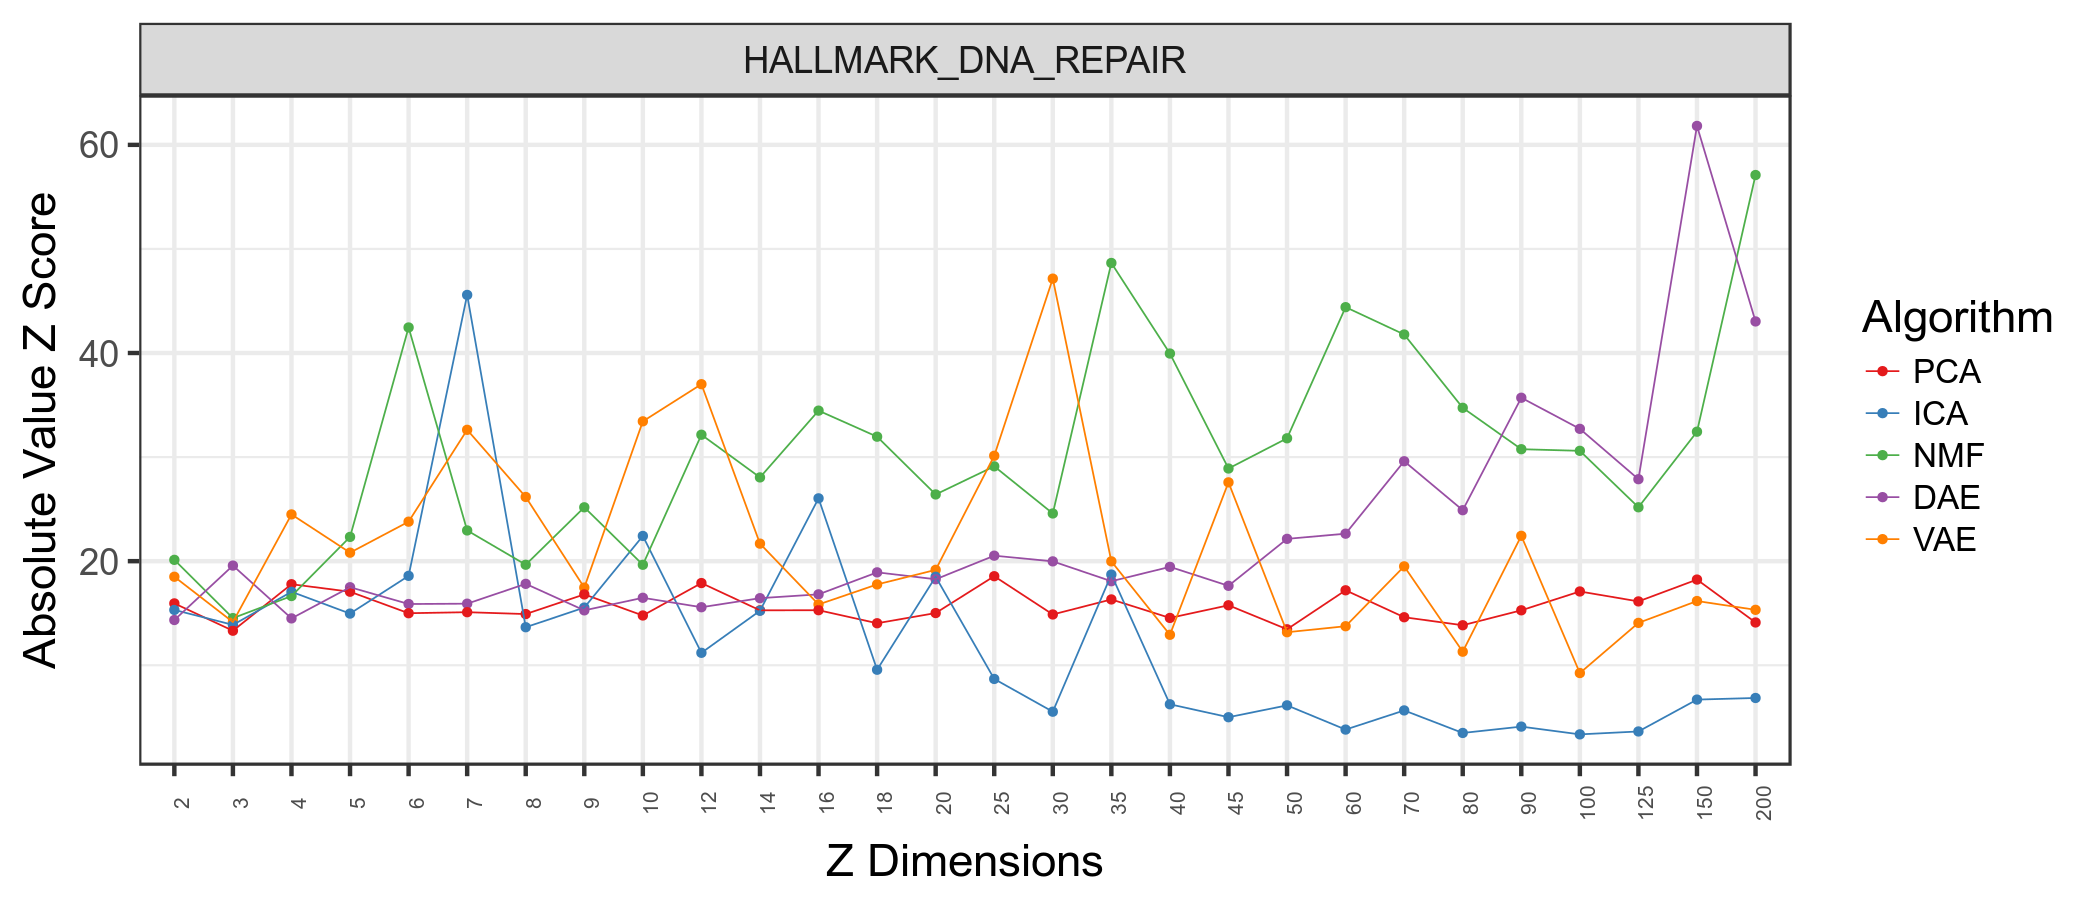 HALLMARK_DNA_REPAIR
Absolute Value Z Score
60
40
20
2 3 4 5 6 7 8 9 10 12 14 16 18 20 25 30 35 40 45 50 60 70 80 90 100 125 150 200
Z Dimensions
Algorithm
PCA
ICA
NMF
DAE
VAE